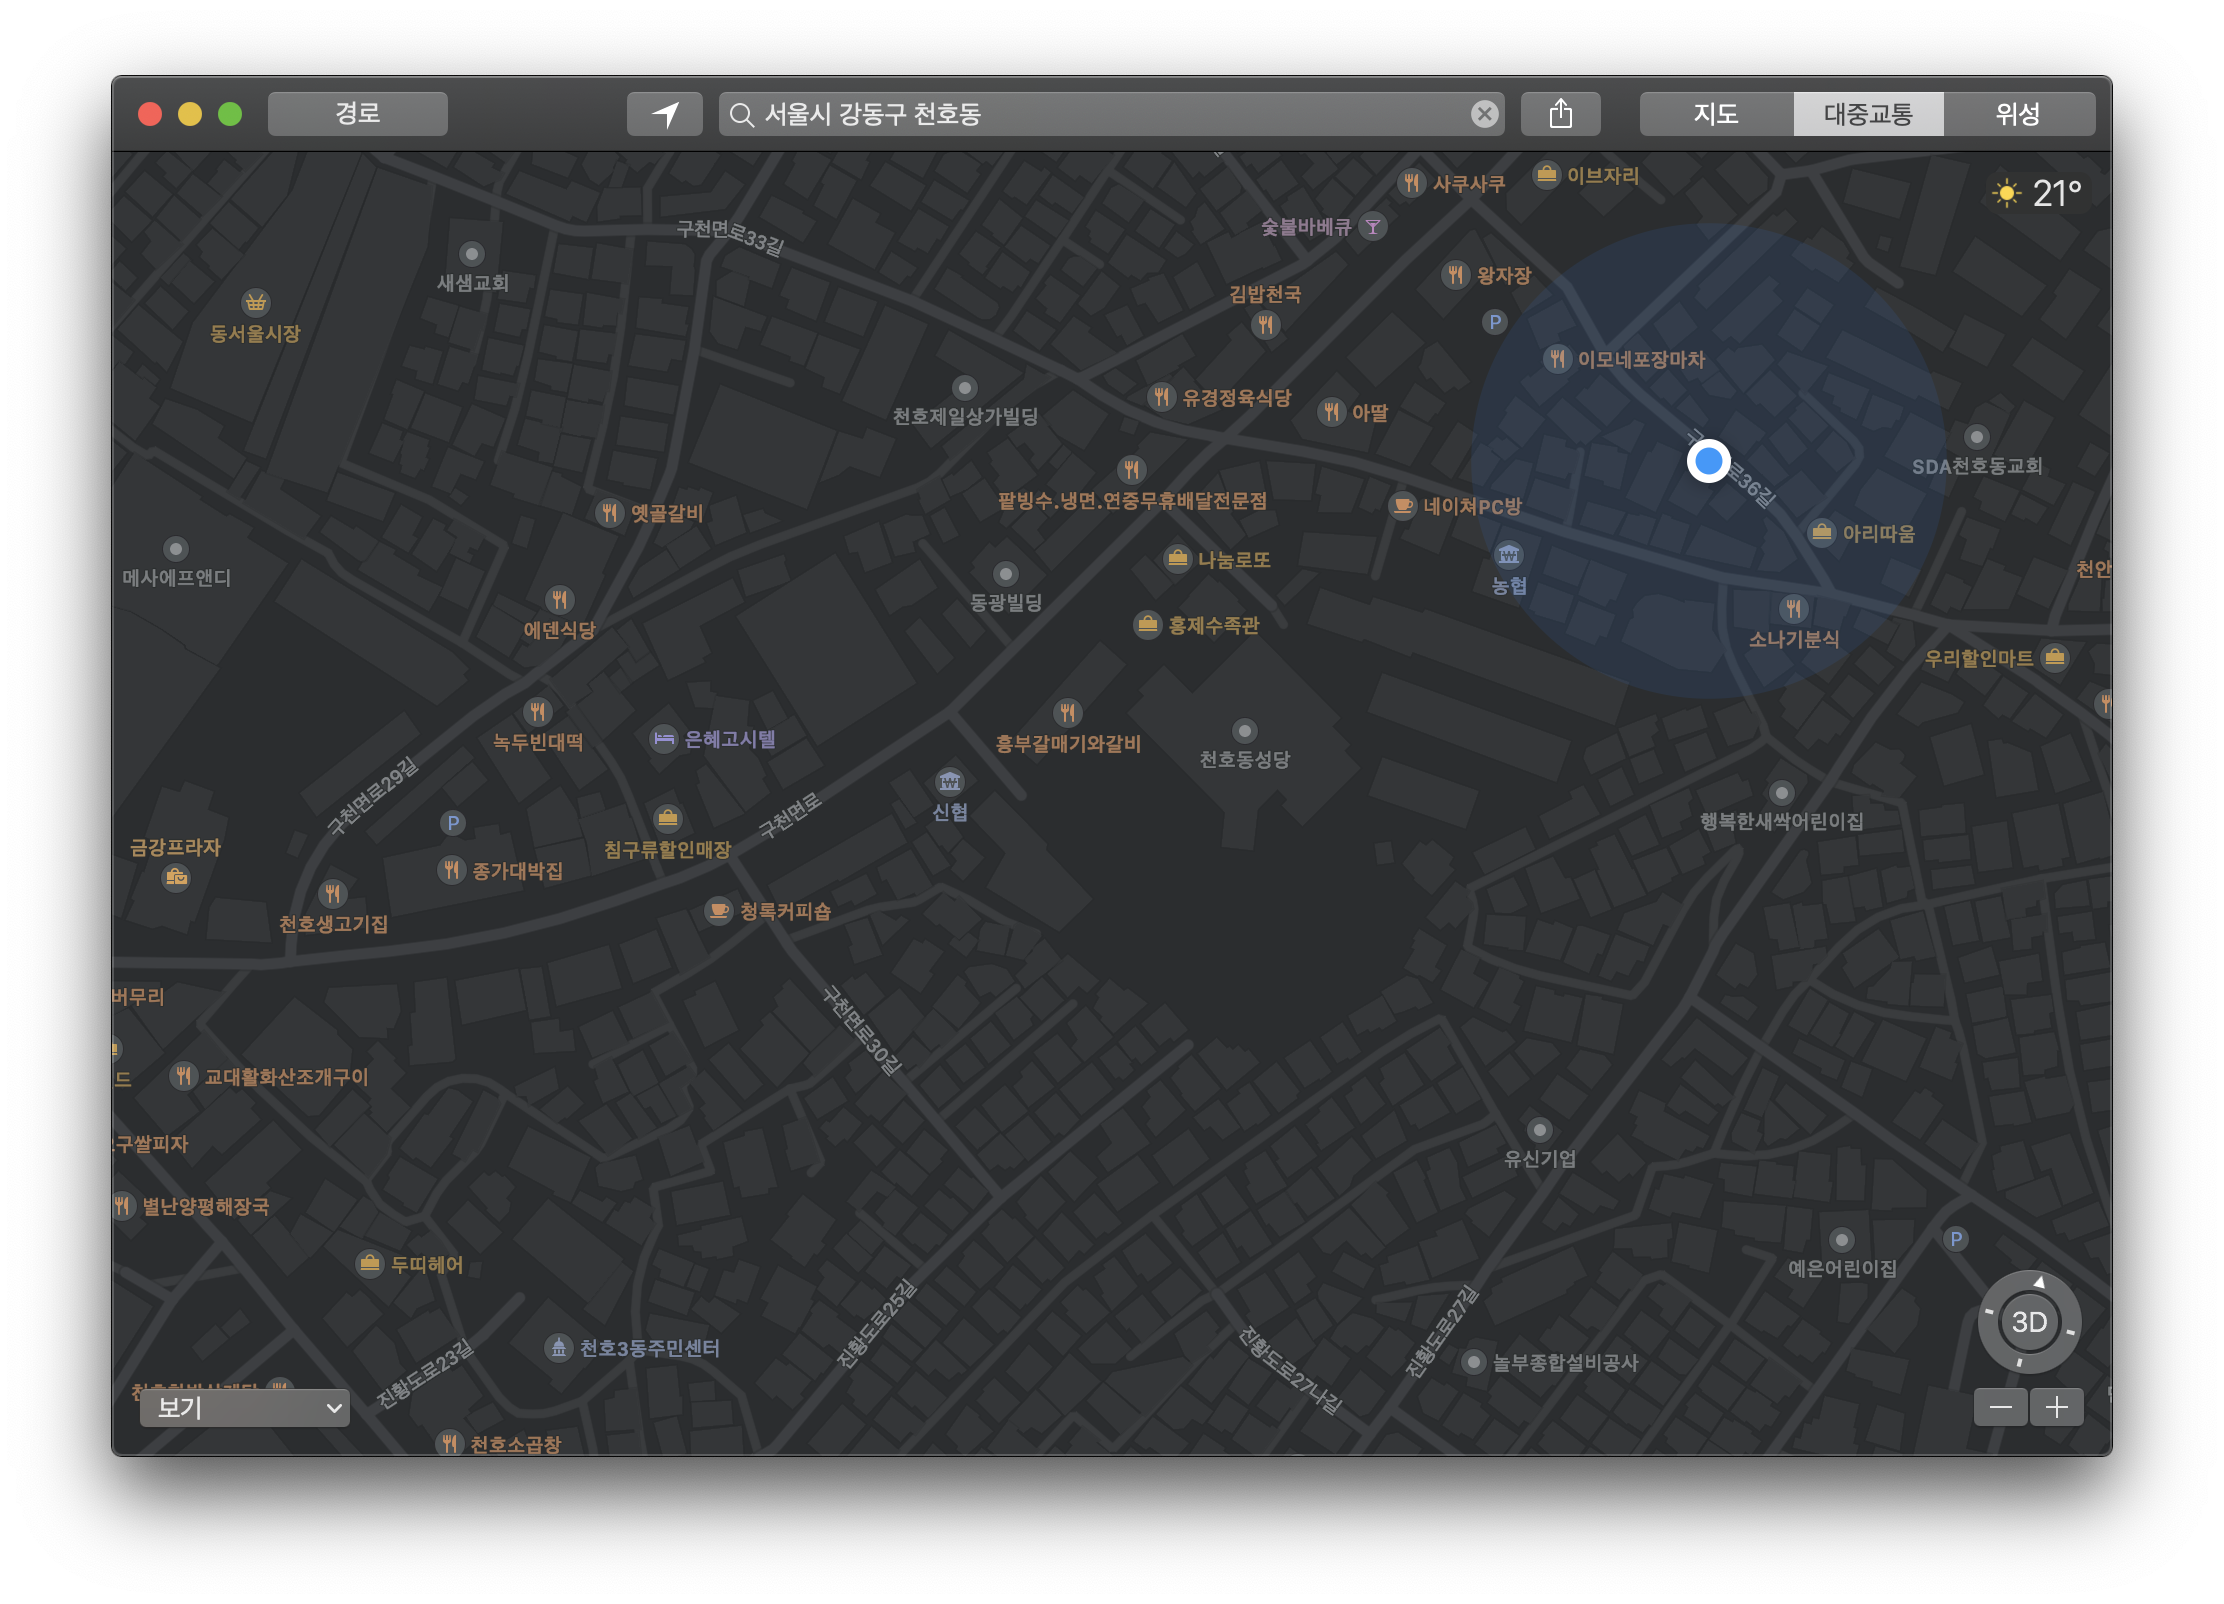 경로
서울시 강동구 천호동
지도
대중교통
위성
21°
사쿠사쿠
이브자리
숯불바베큐
구천면로33길
새샘교회
왕자장
김밥천국
동서울시장
P
이모네포장마차
유경정육식당
아딸
천호제일상가빌딩
SDA천호동교회
구천면로36길
팥빙수.냉면.연중무휴배달전문점
네이쳐PC방
옛골갈비
아리따움
나눔로또
천안
메사에프앤디
농협
동광빌딩
에덴식당
홍제수족관
소나기분식
우리할인마트
녹두빈대떡
은혜고시텔
흥부갈매기와갈비
천호동성당
구천면로29길
구천면로
신협
P
행복한새싹어린이집
금강프라자
침구류할인매장
종가대박집
천호생고기집
청록커피숍
버무리
구천면로30길
드
교대활화산조개구이
구쌀피자
유신기업
별난양평해장국
두띠헤어
P
예은어린이집
진황도로25길
진황도로27길
3D
천호3동주민센터
진황도로23길
진황도로27나길
놀부종합설비공사
보기
천호소곱창